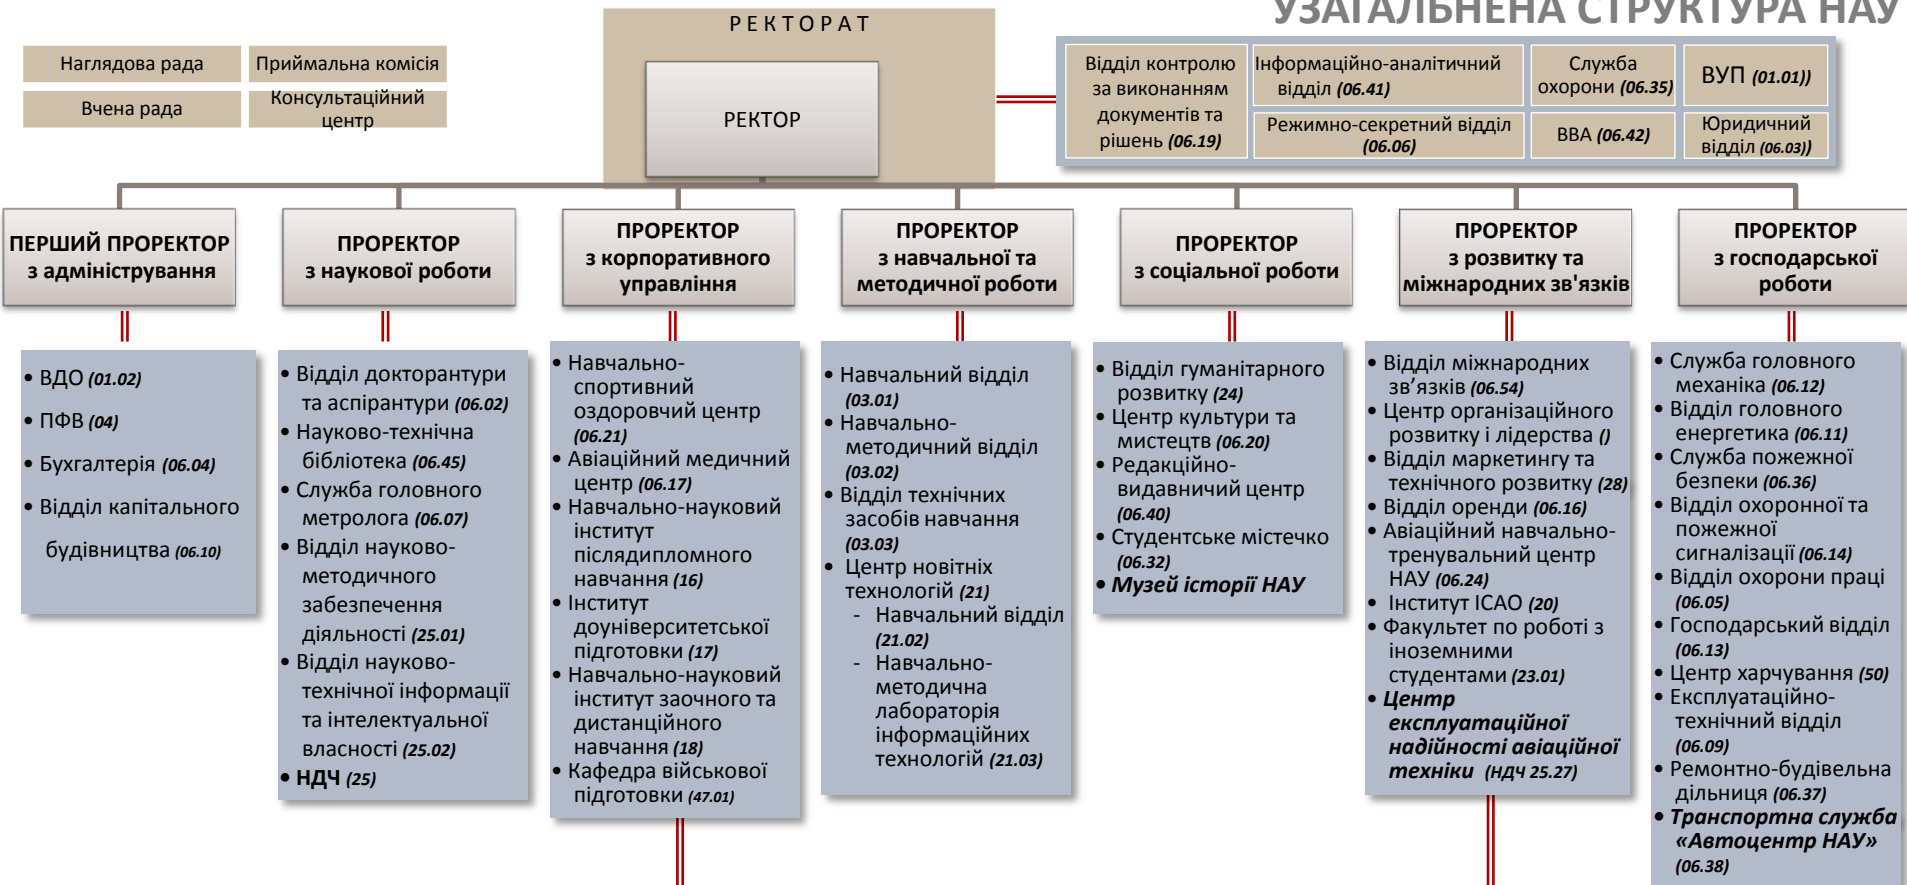 УЗАГАЛЬНЕНА СТРУКТУРА НАУ
РЕКТОРАТ
РЕКТОР
Наглядова рада
Приймальна комісія
Вчена рада
Консультаційний
центр
Відділ контролю
за виконанням
документів та
рішень (06.19)
Інформаційно-аналітичний
відділ (06.41)
Служба
охорони (06.35)
ВУП (01.01))
Режимно-секретний відділ
(06.06)
ВВА (06.42)
Юридичний
відділ (06.03))
ПЕРШИЙ ПРОРЕКТОР
з адміністрування
ПРОРЕКТОР
з наукової роботи
ПРОРЕКТОР
з корпоративного
управління
ПРОРЕКТОР
з навчальної та
методичної роботи
ПРОРЕКТОР
з соціальної роботи
ПРОРЕКТОР
з розвитку та
міжнародних зв'язків
ПРОРЕКТОР
з господарської
роботи
• ВДО (01.02)
• ПФВ (04)
• Бухгалтерія (06.04)
• Відділ капітального
будівництва (06.10)
• Відділ докторантури
та аспірантури (06.02)
• Науково-технічна
бібліотека (06.45)
• Служба головного
метролога (06.07)
• Відділ науково-
методичного
забезпечення
діяльності (25.01)
• Відділ науково-
технічної інформації
та інтелектуальної
власності (25.02)
• НДЧ (25)
• Навчально-
спортивний
оздоровчий центр
(06.21)
• Авіаційний медичний
центр (06.17)
• Навчально-науковий
інститут
післядипломного
навчання (16)
• Інститут
доуніверситетської
підготовки (17)
• Навчально-науковий
інститут заочного та
дистанційного
навчання (18)
• Кафедра військової
підготовки (47.01)
• Навчальний відділ
(03.01)
• Навчально-
методичний відділ
(03.02)
• Відділ технічних
засобів навчання
(03.03)
• Центр новітніх
технологій (21)
- Навчальний відділ
(21.02)
- Навчально-
методична
лабораторія
інформаційних
технологій (21.03)
• Відділ гуманітарного
розвитку (24)
• Центр культури та
мистецтв (06.20)
• Редакційно-
видавничий центр
(06.40)
• Студентське містечко
(06.32)
• Музей історії НАУ
• Відділ міжнародних
зв’язків (06.54)
• Центр організаційного
розвитку і лідерства ()
• Відділ маркетингу та
технічного розвитку (28)
• Відділ оренди (06.16)
• Авіаційний навчально-
тренувальний центр
НАУ (06.24)
• Інститут ІСАО (20)
• Факультет по роботі з
іноземними
студентами (23.01)
• Центр
експлуатаційної
надійності авіаційної
техніки (НДЧ 25.27)
• Служба головного
механіка (06.12)
• Відділ головного
енергетика (06.11)
• Служба пожежної
безпеки (06.36)
• Відділ охоронної та
пожежної
сигналізації (06.14)
• Відділ охорони праці
(06.05)
• Господарський відділ
(06.13)
• Центр харчування (50)
• Експлуатаційно-
технічний відділ
(06.09)
• Ремонтно-будівельна
дільниця (06.37)
• Транспортна служба
«Автоцентр НАУ»
(06.38)